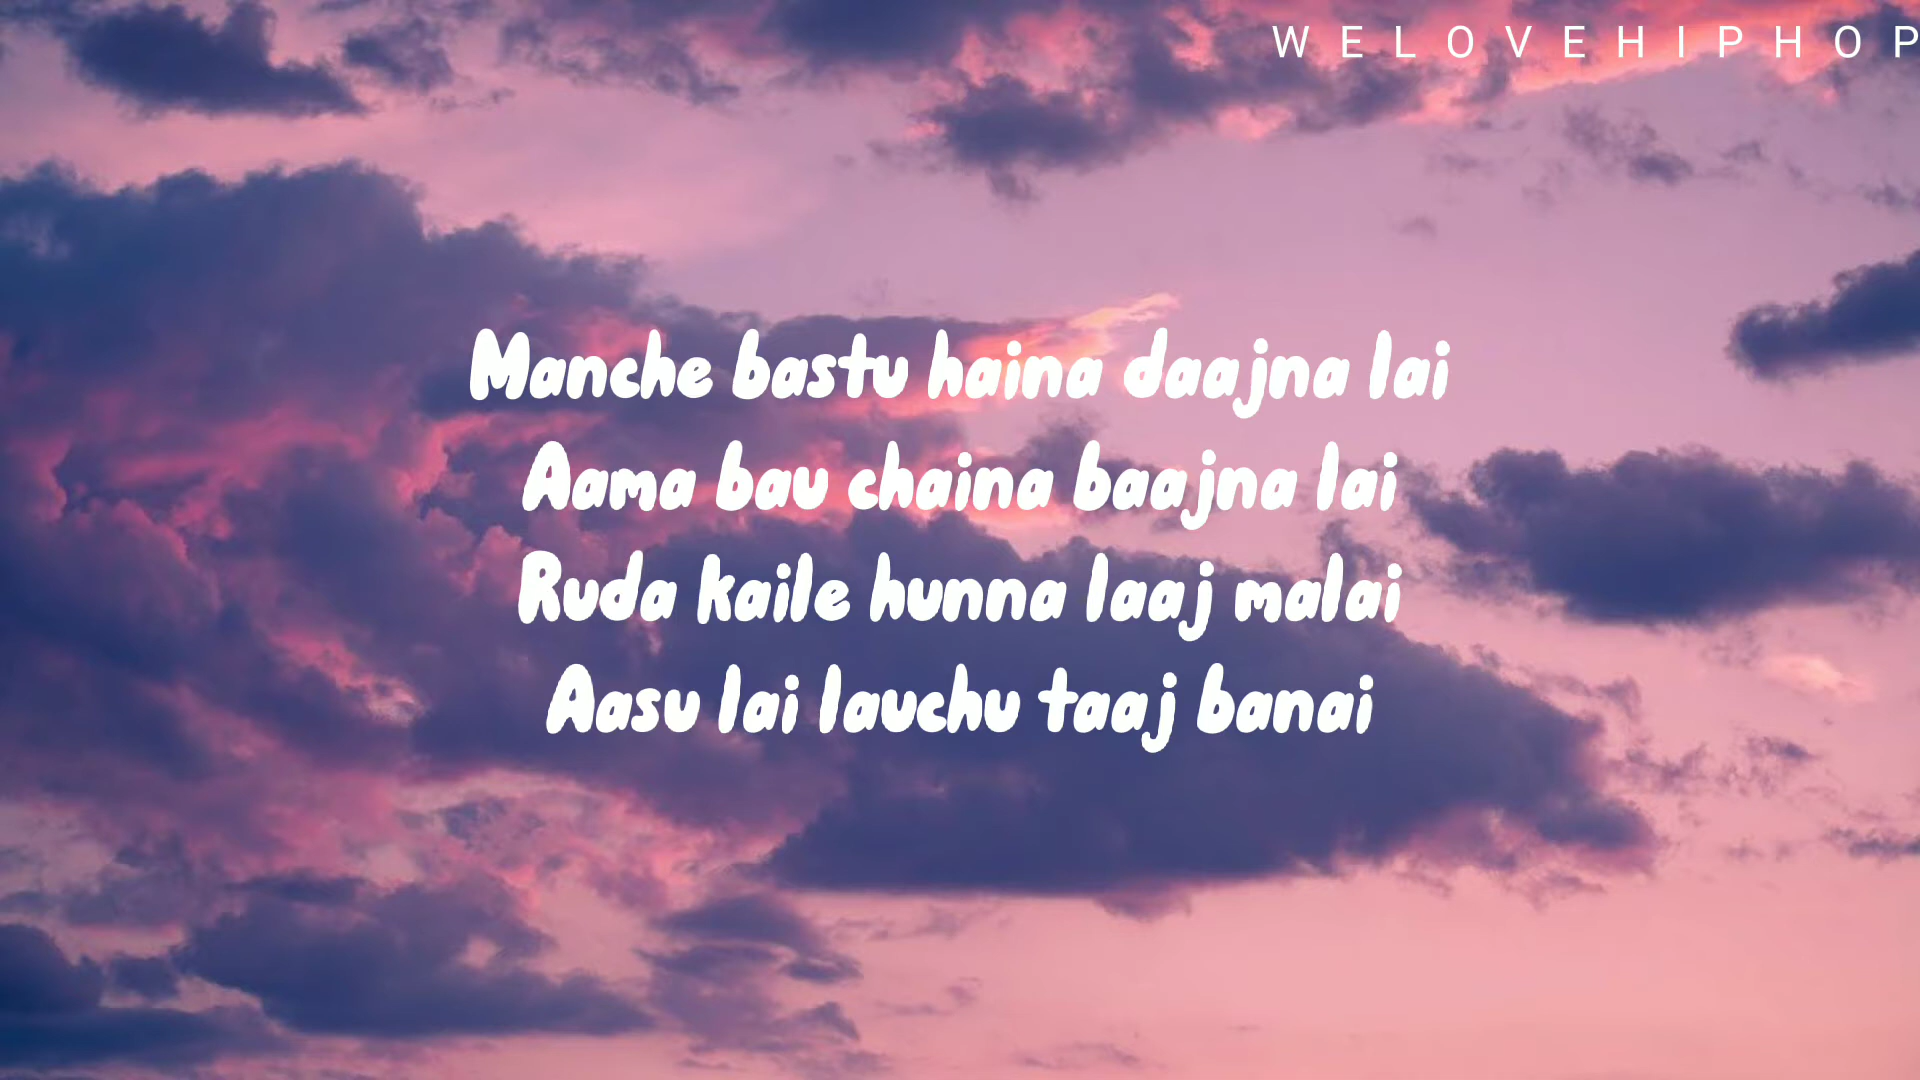 WELOVEHIPHOP
Manche bastu haina daajna lai
Aama bau chaina baajna lai
Ruda kaile hunna laaj malai
Aasu lai lauchu taaj banai